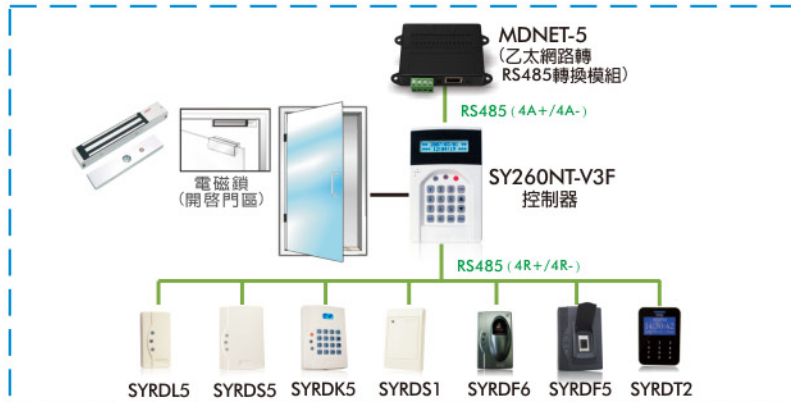 MDNET-5
(乙太網路轉
RS485轉換模組)
RS485 (4A+/4A-)
電磁鎖
(開啓門區)
SY260NT-V3F
控制器
RS485 (4R+/4R-)
SYRDL5 SYRDS5 SYRDK5 SYRDS1 SYRDF6 SYRDF5 SYRDT2